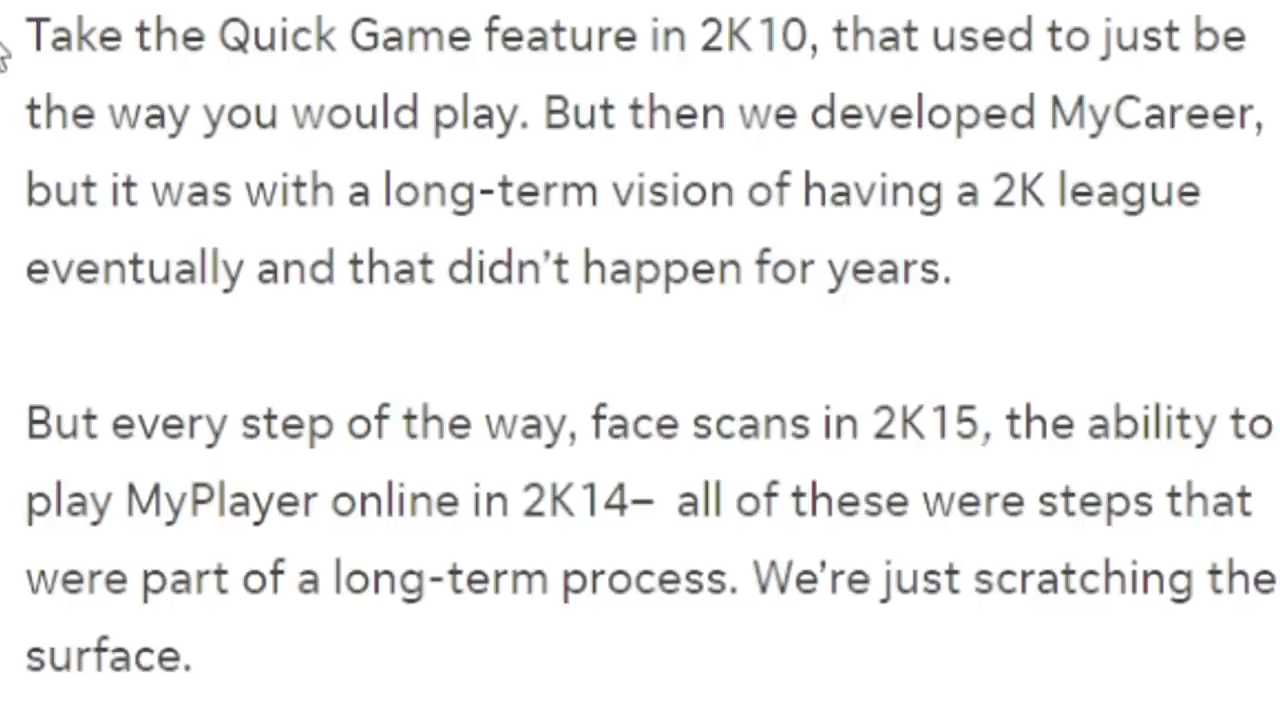 Take the Quick Game feature in 2K10, that used to just be
the way you would play. But then we developed MyCareer,
but it was with a long-term vision of having a 2K league
eventually and that didn’t happen for years.
But every step of the way, face scans in 2K15, the ability to
play MyPlayer online in 2K14–  all of these were steps that
were part of a long-term process. We’re just scratching the
surface.